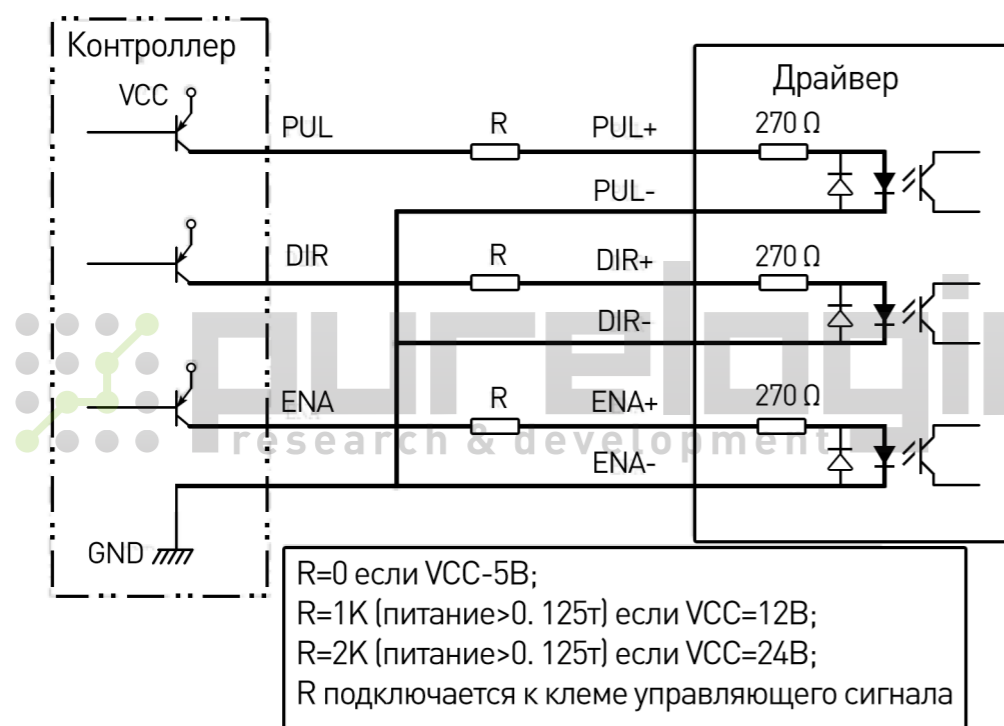 Контроллер
Драйвер
VCC
PUL
R
PUL+
270 Ω
PUL-
DIR
R
DIR+
270 Ω
DIR-
purelogic
ENA
R
ENA+
270 Ω
research & development
ENA-
GND
R=0 если VCC-5В;
R=1K (питание>0. 125т) если VCC=12В;
R=2K (питание>0. 125т) если VCC=24В;
R подключается к клеме управляющего сигнала